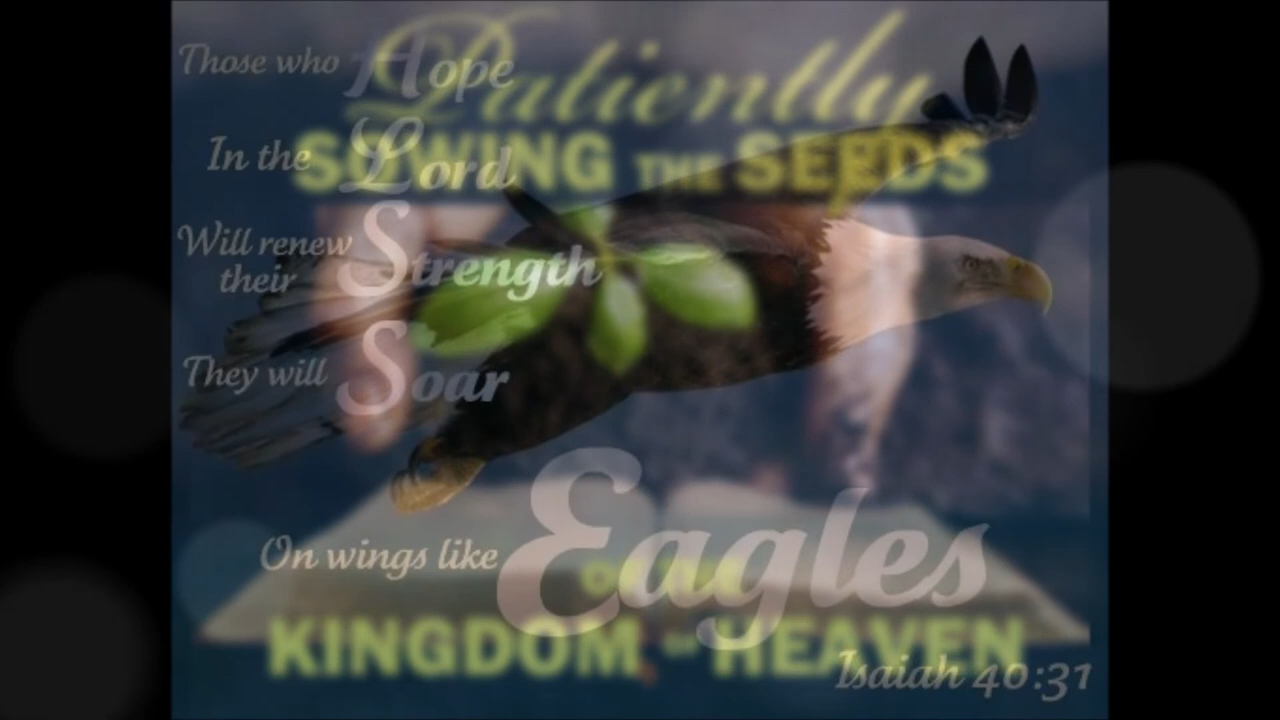 Those who Hope
In the Lord
Will renew
their Strength
They will Soar
On wings like Eagles
Isaiah 40:31
Patiently
SOWING THE SEEDS
KINGDOM of HEAVEN